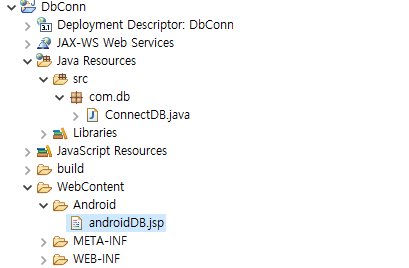 DbConn
Deployment Descriptor: DbConn
JAX-WS Web Services
Java Resources
src
com.db
ConnectDB.java
Libraries
JavaScript Resources
build
WebContent
Android
androidDB.jsp
META-INF
WEB-INF